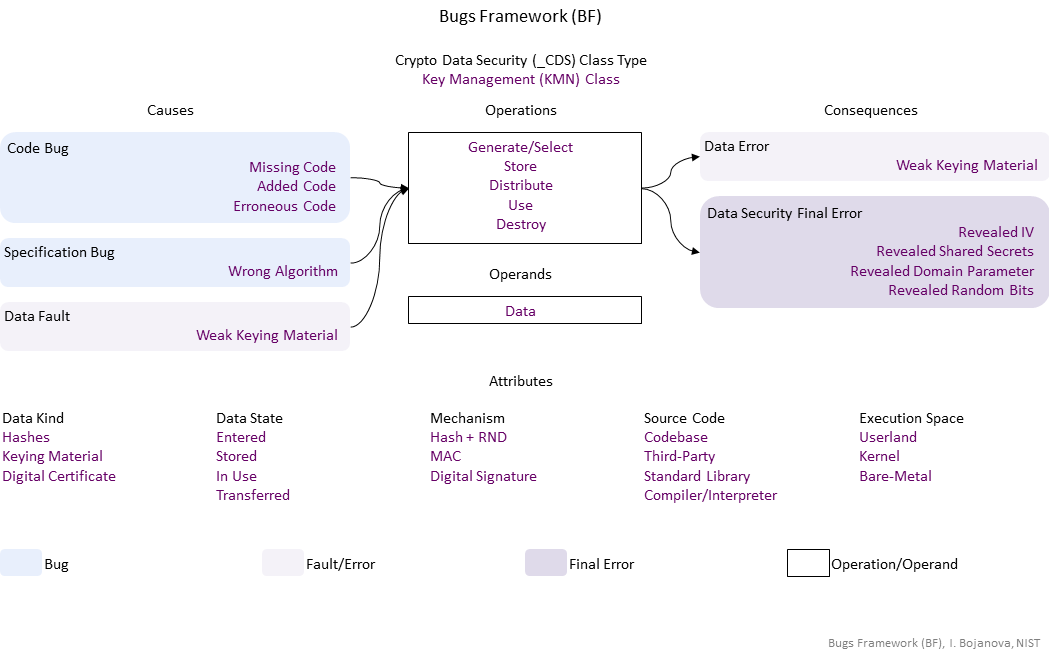 Bugs Framework (BF)
Crypto Data Security (_CDS) Class Type
Key Management (KMN) Class
Causes
Operations
Consequences
Code Bug
Missing Code
Added Code
Erroneous Code
Specification Bug
Wrong Algorithm
Data Fault
Weak Keying Material
Generate/Select
Store
Distribute
Use
Destroy
Operands
Data
Data Error
Weak Keying Material
Data Security Final Error
Revealed IV
Revealed Shared Secrets
Revealed Domain Parameter
Revealed Random Bits
Attributes
Data Kind
Hashes
Keying Material
Digital Certificate
Data State
Entered
Stored
In Use
Transferred
Mechanism
Hash + RND
MAC
Digital Signature
Source Code
Codebase
Third-Party
Standard Library
Compiler/Interpreter
Execution Space
Userland
Kernel
Bare-Metal
Bug
Fault/Error
Final Error
Operation/Operand
Bugs Framework (BF), I. Bojanova, NIST